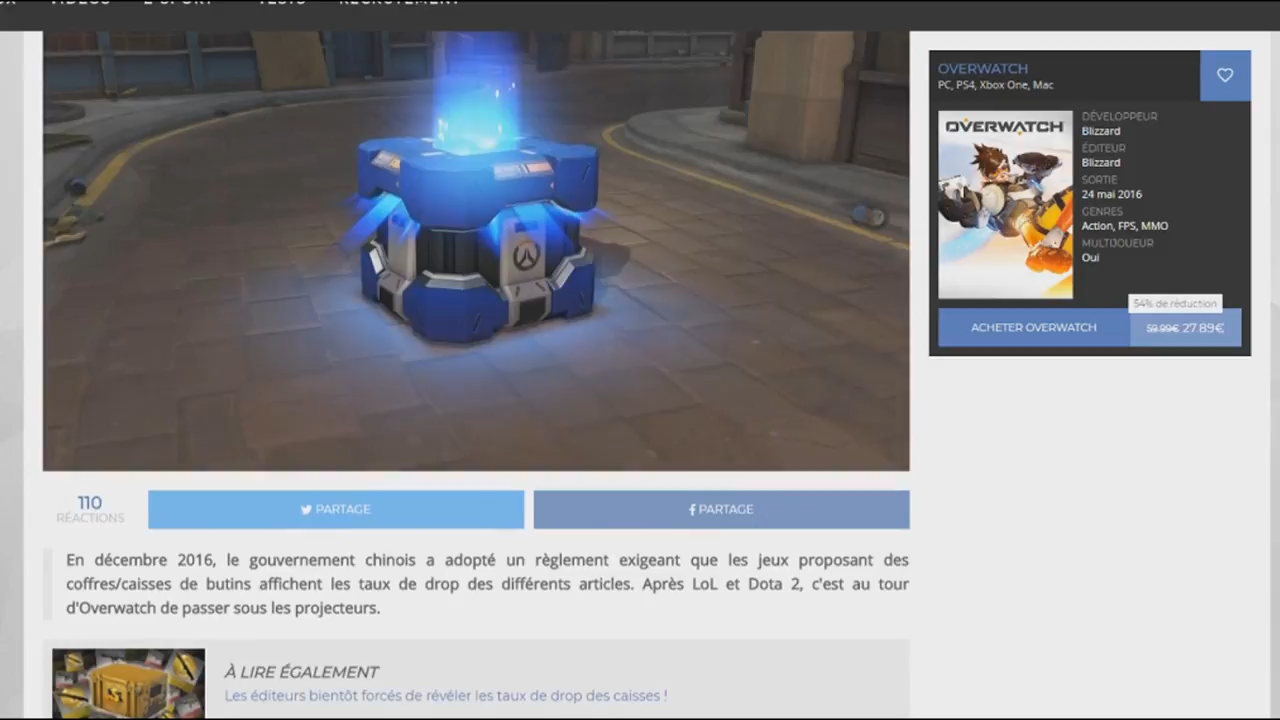 VIDÉOS E-SPORT TESTS RECRUTEMENT
OVERWATCH
PC, PS4, Xbox One, Mac
OVERWATCH
DÉVELOPPEUR
Blizzard
ÉDITEUR
Blizzard
SORTIE
24 mai 2016
GENRES
Action, FPS, MMO
MULTIJOUEUR
Oui
54% de réduction
ACHETER OVERWATCH 59.99€ 27.89€
110
RÉACTIONS
PARTAGE PARTAGE
En décembre 2016, le gouvernement chinois a adopté un règlement exigeant que les jeux proposant des
coffres/caisses de butins affichent les taux de drop des différents articles. Après LoL et Dota 2, c'est au tour
d'Overwatch de passer sous les projecteurs.
À LIRE ÉGALEMENT
Les éditeurs bientôt forcés de révéler les taux de drop des caisses !